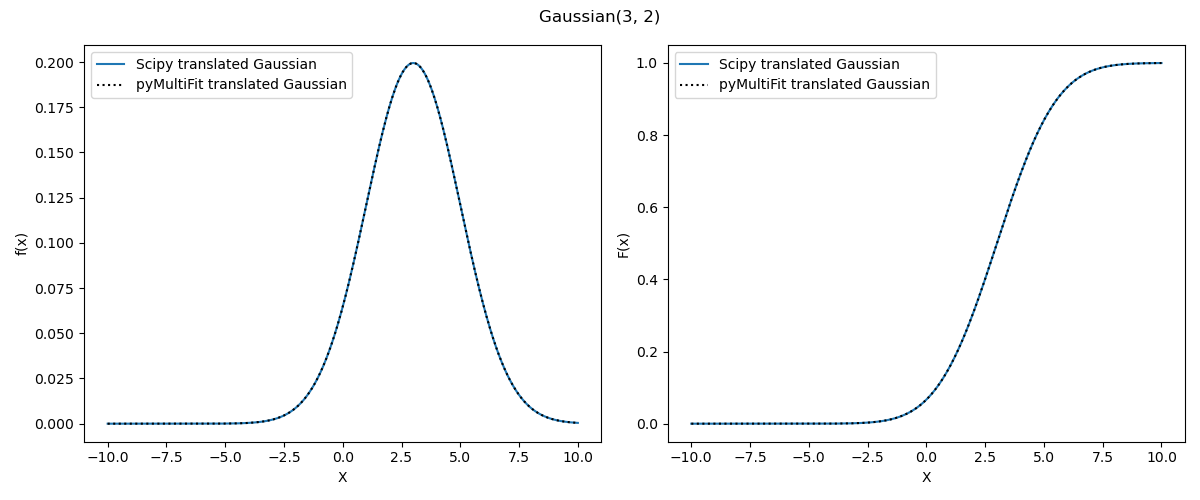 Gaussian(3, 2)
Scipy translated Gaussian
pyMultiFit translated Gaussian
0.200
0.175
0.150
0.125
0.100
0.075
0.050
0.025
0.000
f(x)
−10.0 −7.5 −5.0 −2.5 0.0 2.5 5.0 7.5 10.0
X
Scipy translated Gaussian
pyMultiFit translated Gaussian
1.0
0.8
0.6
0.4
0.2
0.0
F(x)
−10.0 −7.5 −5.0 −2.5 0.0 2.5 5.0 7.5 10.0
X